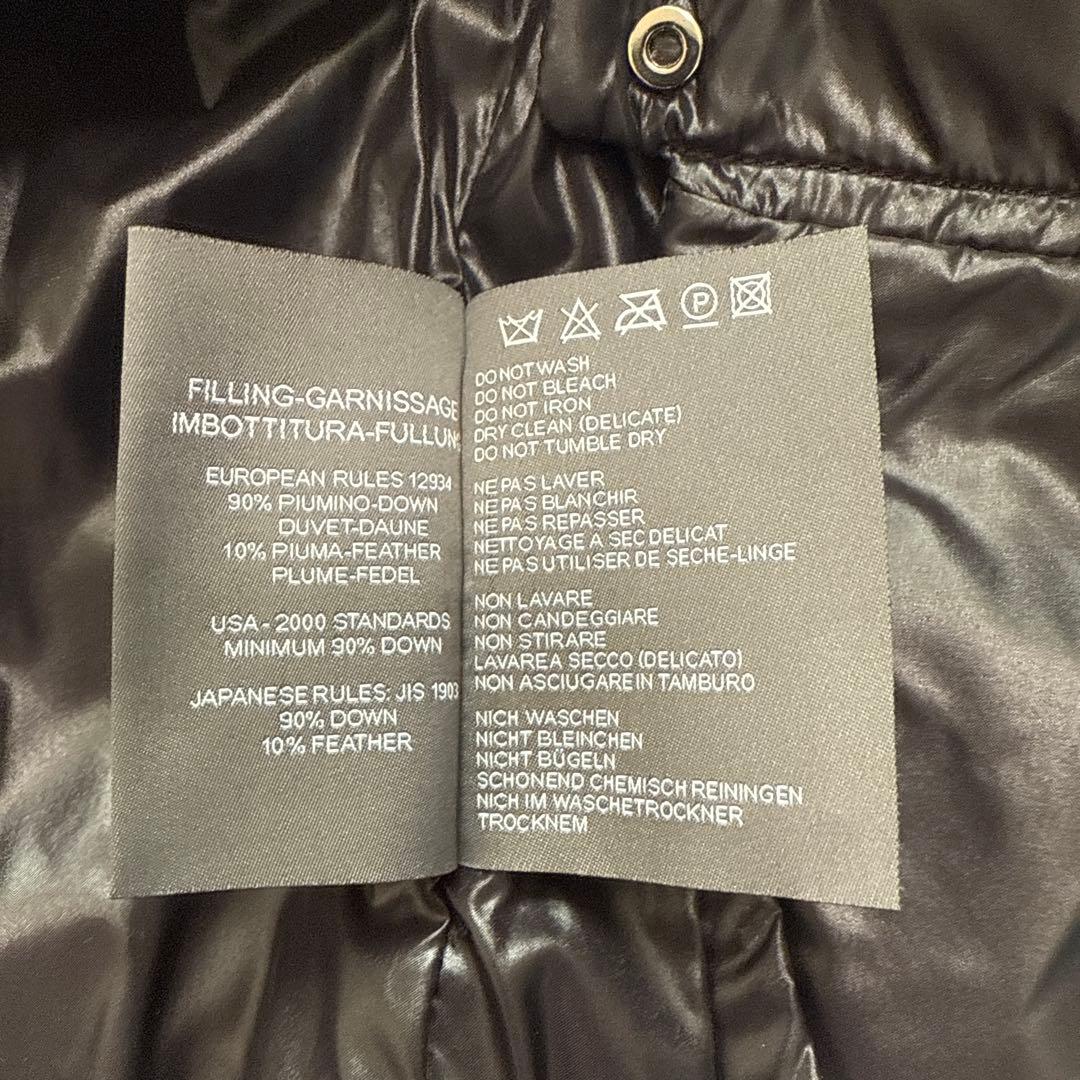 FILLING-GARNISSAGE
IMBOTTITURA-FULLUN
EUROPEAN RULES 12934
90% PIUMINO-DOWN
DUVET-DAUNE
10% PIUMA-FEATHER
PLUME-FEDEL
USA - 2000 STANDARDS
MINIMUM 90% DOWN
JAPANESE RULES: JIS 1903
90% DOWN
10% FEATHER
P
DO NOT WASH
DO NOT BLEACH
DO NOT IRON
DRY CLEAN (DELICATE)
DO NOT TUMBLE DRY
NE PAS LAVER
NE PAS BLANCHIR
NE PAS REPASSER
NETTOYAGE A SEC DELICAT
NE PAS UTILISER DE SECHE-LINGE
NON LAVARE
NON CANDEGGIARE
NON STIRARE
LAVARE A SECCO (DELICATO)
NON ASCIUGARE IN TAMBURO
NICH WASCHEN
NICHT BLEINCHEN
NICHT BÜGELN
SCHONEND CHEMISCH REININGEN
NICH IM WASCHETROCKNER
TROCKNEM